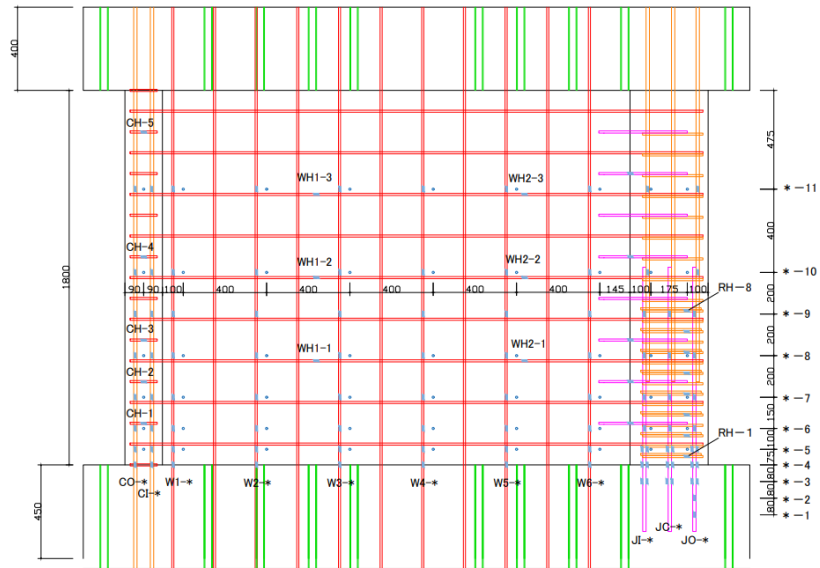 400
CH-5
475
WH1-3
WH2-3
*-11
CH-4
400
WH1-2
WH2-2
*-10
1800
90
90
100
400
400
400
400
400
145
100
175
100
200
RH-8
*-9
CH-3
200
WH1-1
WH2-1
*-8
CH-2
200
*-7
CH-1
150
RH-1
*-6
100
*-5
75
*-4
80
CO-*
W1-*
W2-*
W3-*
W4-*
W5-*
W6-*
*-3
CI-*
80
*-2
450
80
*-1
JC-*
JI-*
JO-*